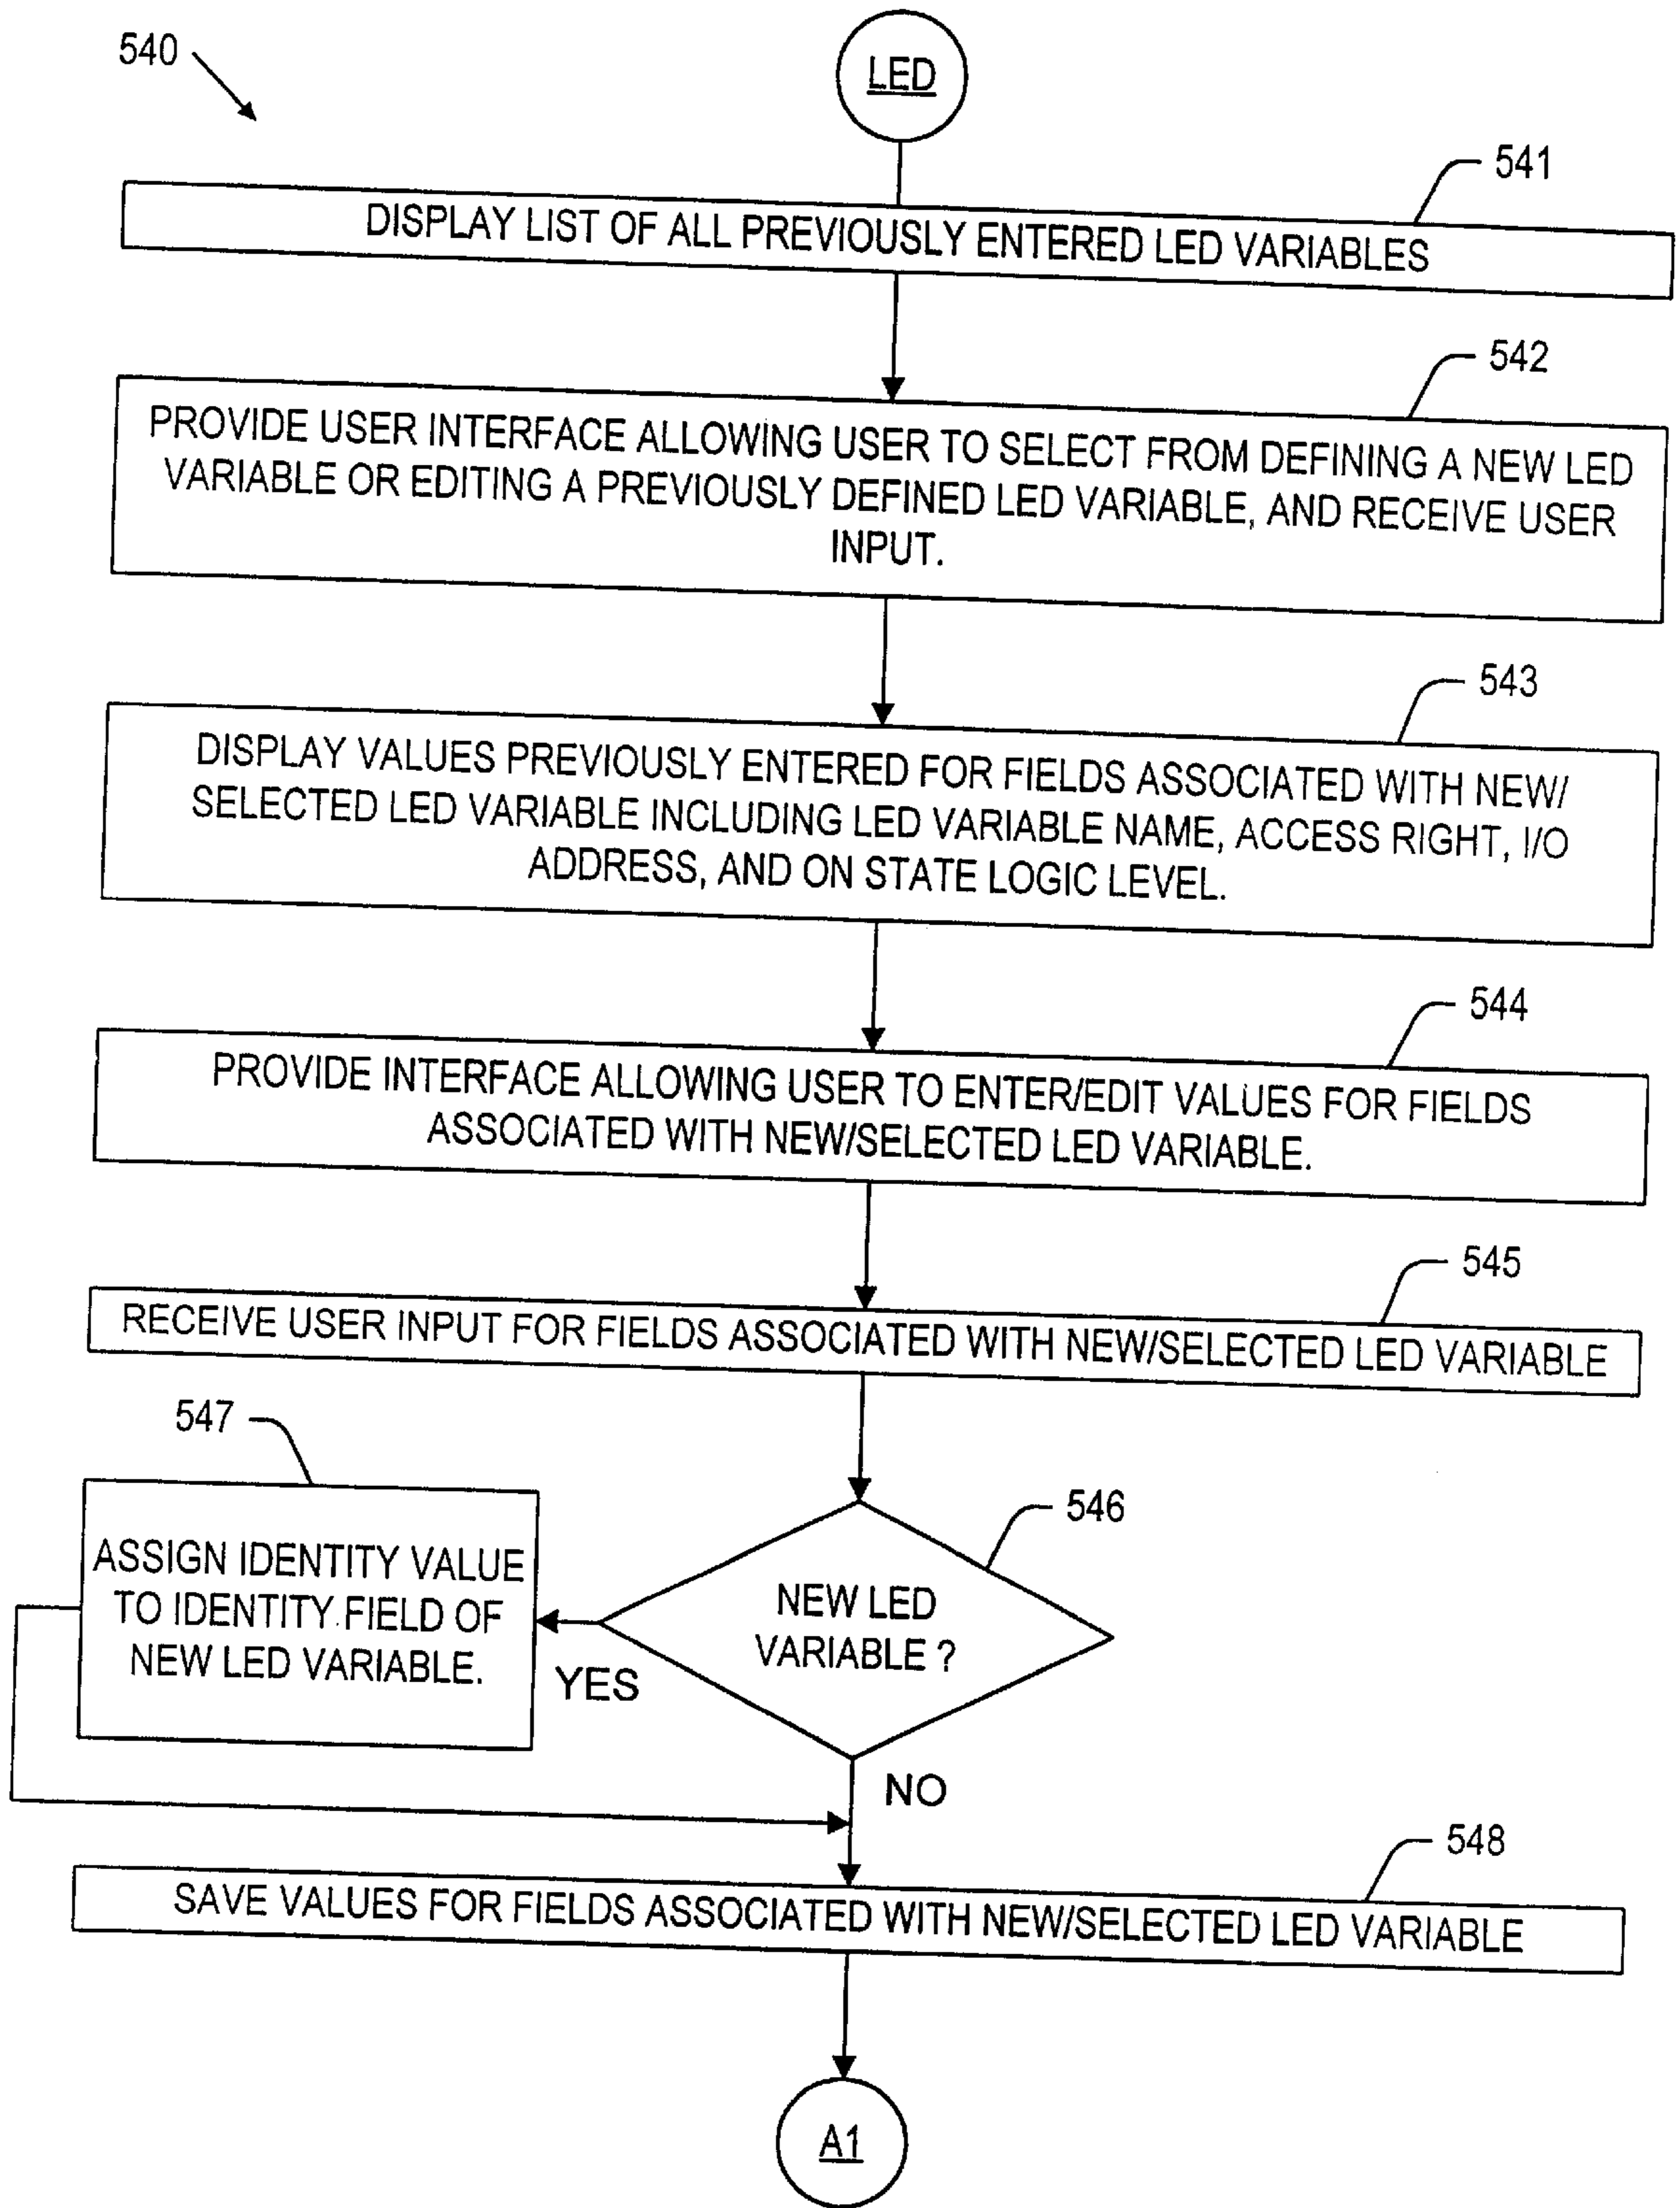 540
LED
541
DISPLAY LIST OF ALL PREVIOUSLY ENTERED LED VARIABLES
542
PROVIDE USER INTERFACE ALLOWING USER TO SELECT FROM DEFINING A NEW LED
VARIABLE OR EDITING A PREVIOUSLY DEFINED LED VARIABLE, AND RECEIVE USER
INPUT.
543
DISPLAY VALUES PREVIOUSLY ENTERED FOR FIELDS ASSOCIATED WITH NEW/
SELECTED LED VARIABLE INCLUDING LED VARIABLE NAME, ACCESS RIGHT, I/O
ADDRESS, AND ON STATE LOGIC LEVEL.
544
PROVIDE INTERFACE ALLOWING USER TO ENTER/EDIT VALUES FOR FIELDS
ASSOCIATED WITH NEW/SELECTED LED VARIABLE.
545
RECEIVE USER INPUT FOR FIELDS ASSOCIATED WITH NEW/SELECTED LED VARIABLE
547
ASSIGN IDENTITY VALUE
TO IDENTITY FIELD OF
NEW LED VARIABLE.
YES
546
NEW LED
VARIABLE ?
NO
548
SAVE VALUES FOR FIELDS ASSOCIATED WITH NEW/SELECTED LED VARIABLE
A1